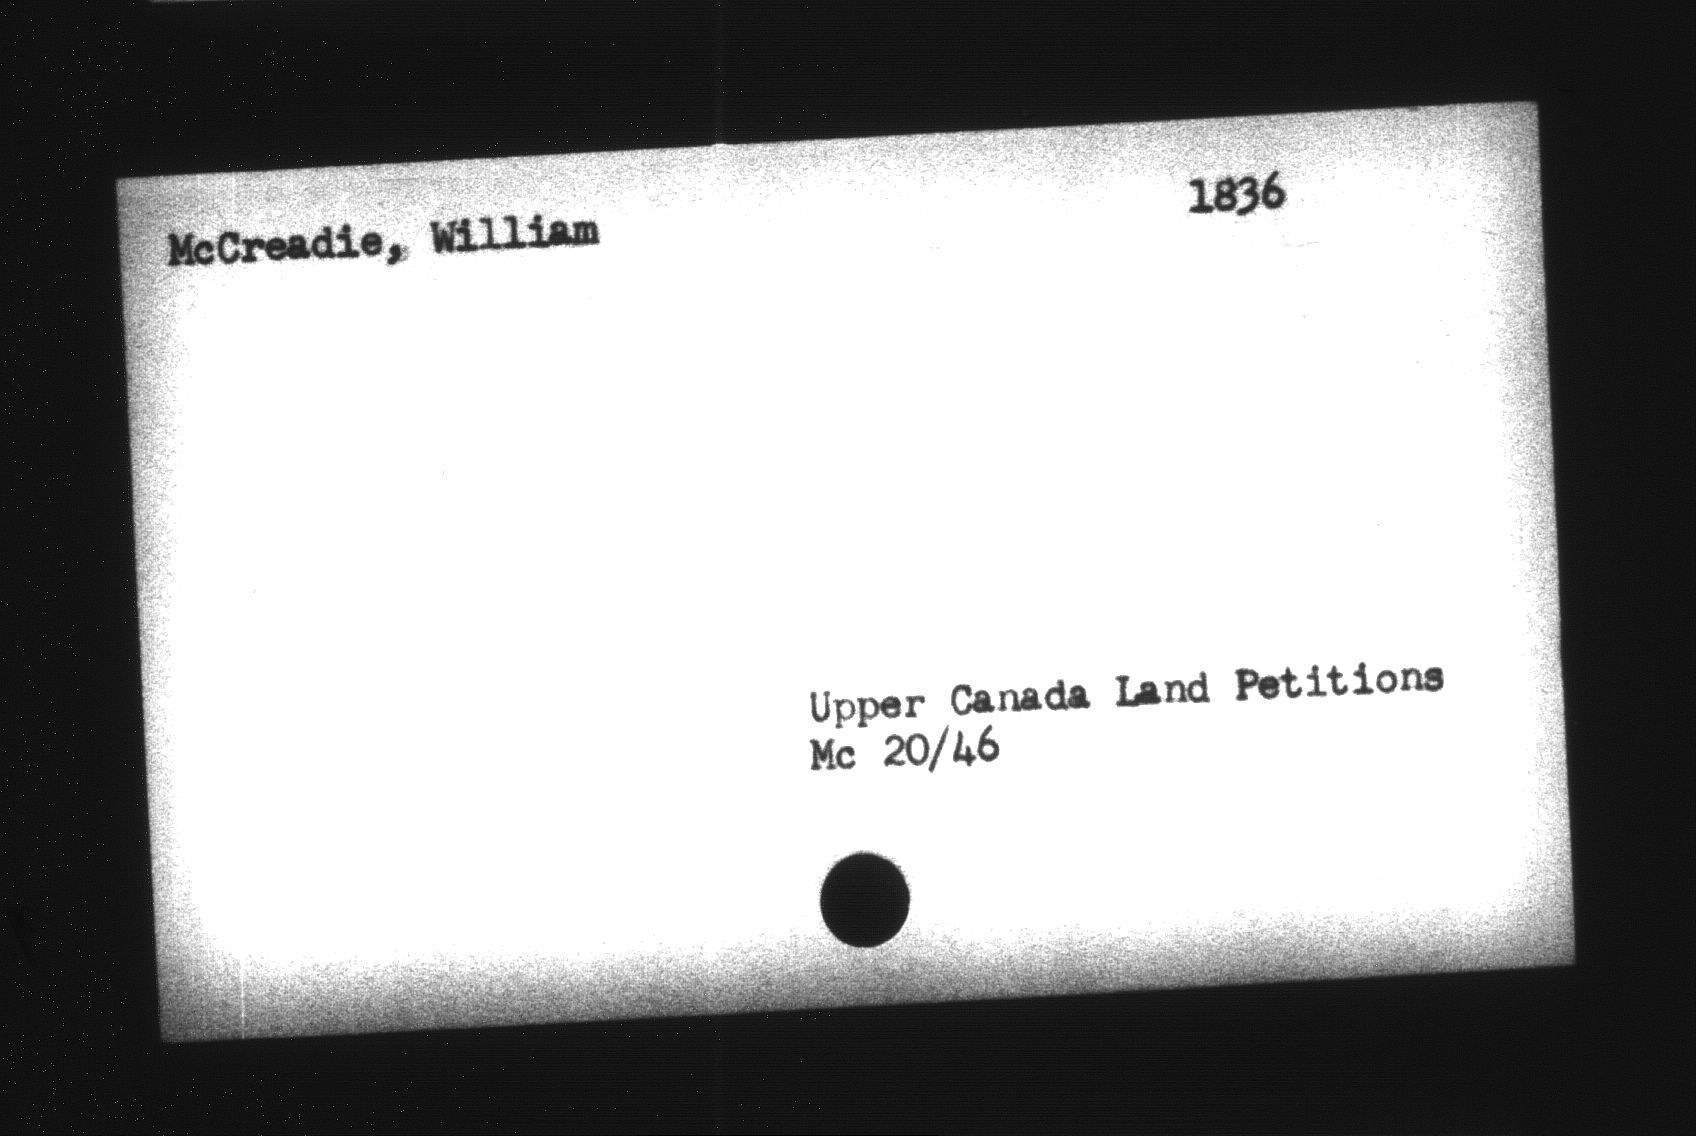 McCreadie, William
1836
Upper Canada Land Petitions
Mc 20/46